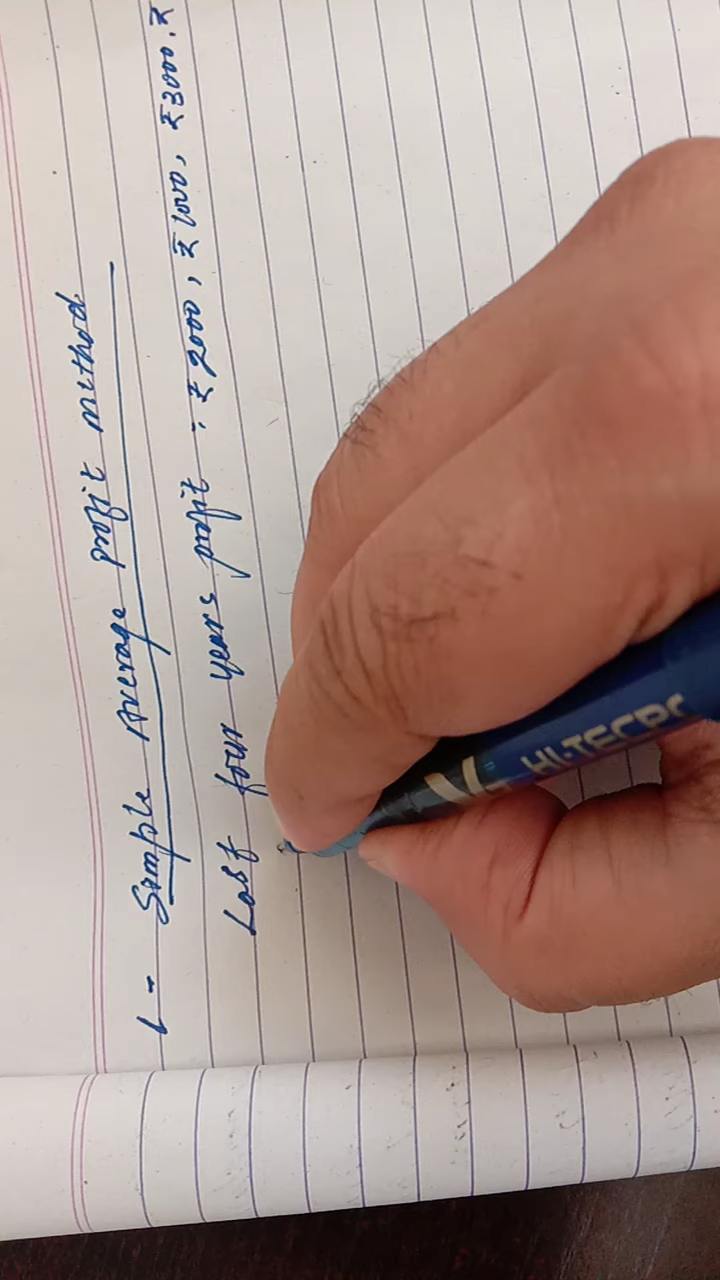 1 - Simple Average profit method
Last four years profit : ₹ 2000, ₹ 1000, ₹ 3000, ₹
HI-TECPC